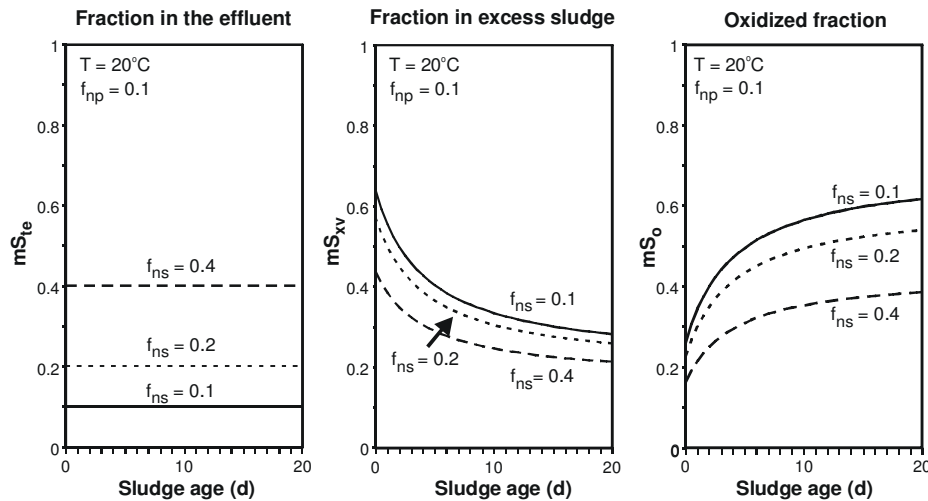 Fraction in the effluent
T = 20°C
f_np = 0.1
f_ns = 0.4
f_ns = 0.2
f_ns = 0.1
mS_te
1
0.8
0.6
0.4
0.2
0
0 10 20
Sludge age (d)
Fraction in excess sludge
T = 20°C
f_np = 0.1
f_ns = 0.1
f_ns = 0.2
f_ns = 0.4
mS_xv
1
0.8
0.6
0.4
0.2
0
0 10 20
Sludge age (d)
Oxidized fraction
T = 20°C
f_np = 0.1
f_ns = 0.1
f_ns = 0.2
f_ns = 0.4
mS_o
1
0.8
0.6
0.4
0.2
0
0 10 20
Sludge age (d)